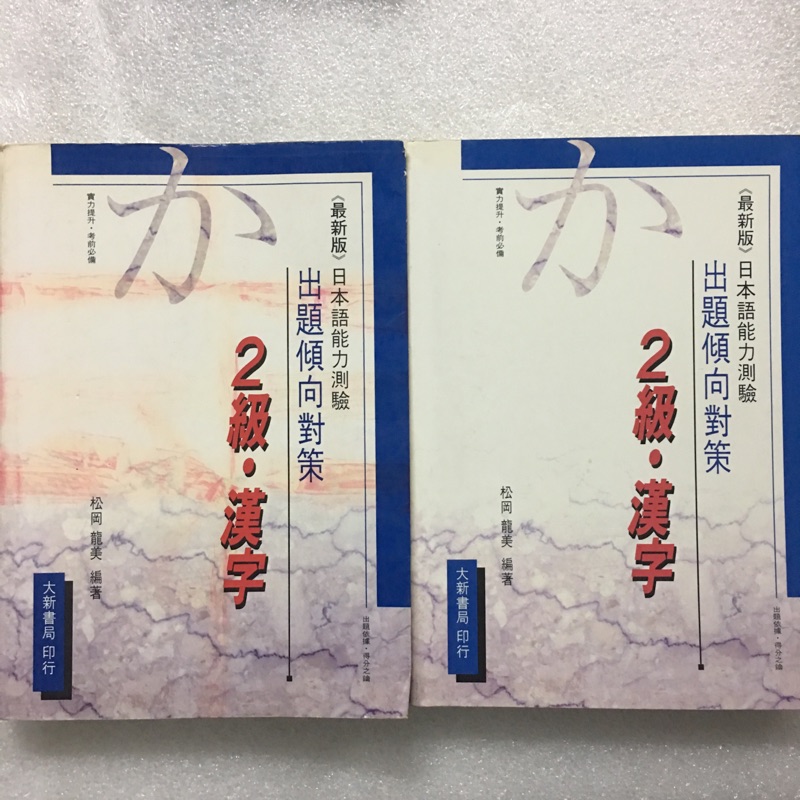 《最新版》日本語能力測驗
出題傾向對策
2級・漢字
か
實力提升・考前必備
松岡 龍美 編著
大新書局 印行
《最新版》日本語能力測驗
出題傾向對策
2級・漢字
か
實力提升・考前必備
松岡 龍美 編著
大新書局 印行